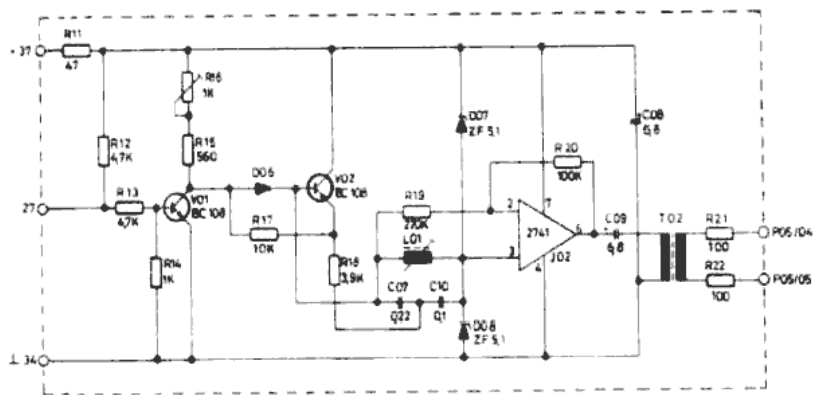 +37
R11
47
R16
1K
R12
4,7K
R15
560
D06
V02
BC 108
D07
ZF 5,1
C08
6,8
R 20
100K
27
R13
4,7K
V01
BC 108
R17
10K
R19
270K
L01
2
7
2741
6
3
4
J02
C09
6,8
T02
R21
100
P05/04
R14
1K
R18
3,9K
C07
0,22
C10
0,1
R22
100
P05/05
D08
ZF 5,1
⊥ 34